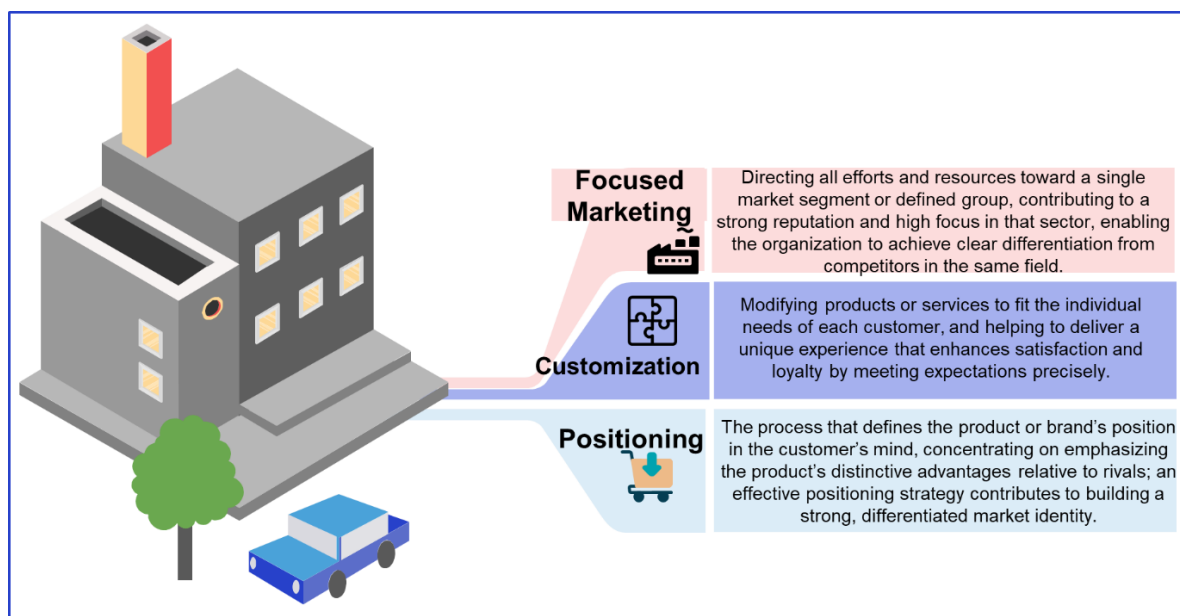 Focused
Marketing
Directing all efforts and resources toward a single
market segment or defined group, contributing to a
strong reputation and high focus in that sector, enabling
the organization to achieve clear differentiation from
competitors in the same field.
Customization
Modifying products or services to fit the individual
needs of each customer, and helping to deliver a
unique experience that enhances satisfaction and
loyalty by meeting expectations precisely.
Positioning
The process that defines the product or brand’s position
in the customer’s mind, concentrating on emphasizing
the product’s distinctive advantages relative to rivals; an
effective positioning strategy contributes to building a
strong, differentiated market identity.